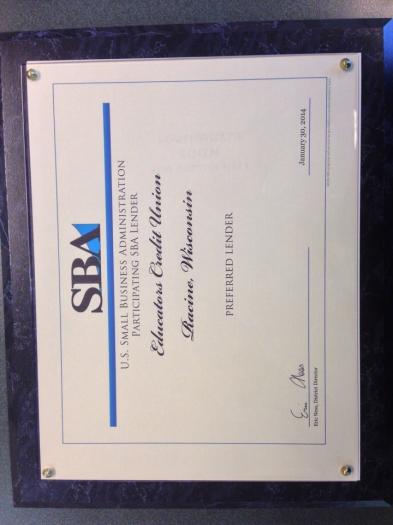 SBA
U.S. Small Business Administration
Participating SBA Lender
Educators Credit Union
Racine, Wisconsin
PREFERRED LENDER
January 30, 2014
Eric Ness, District Director